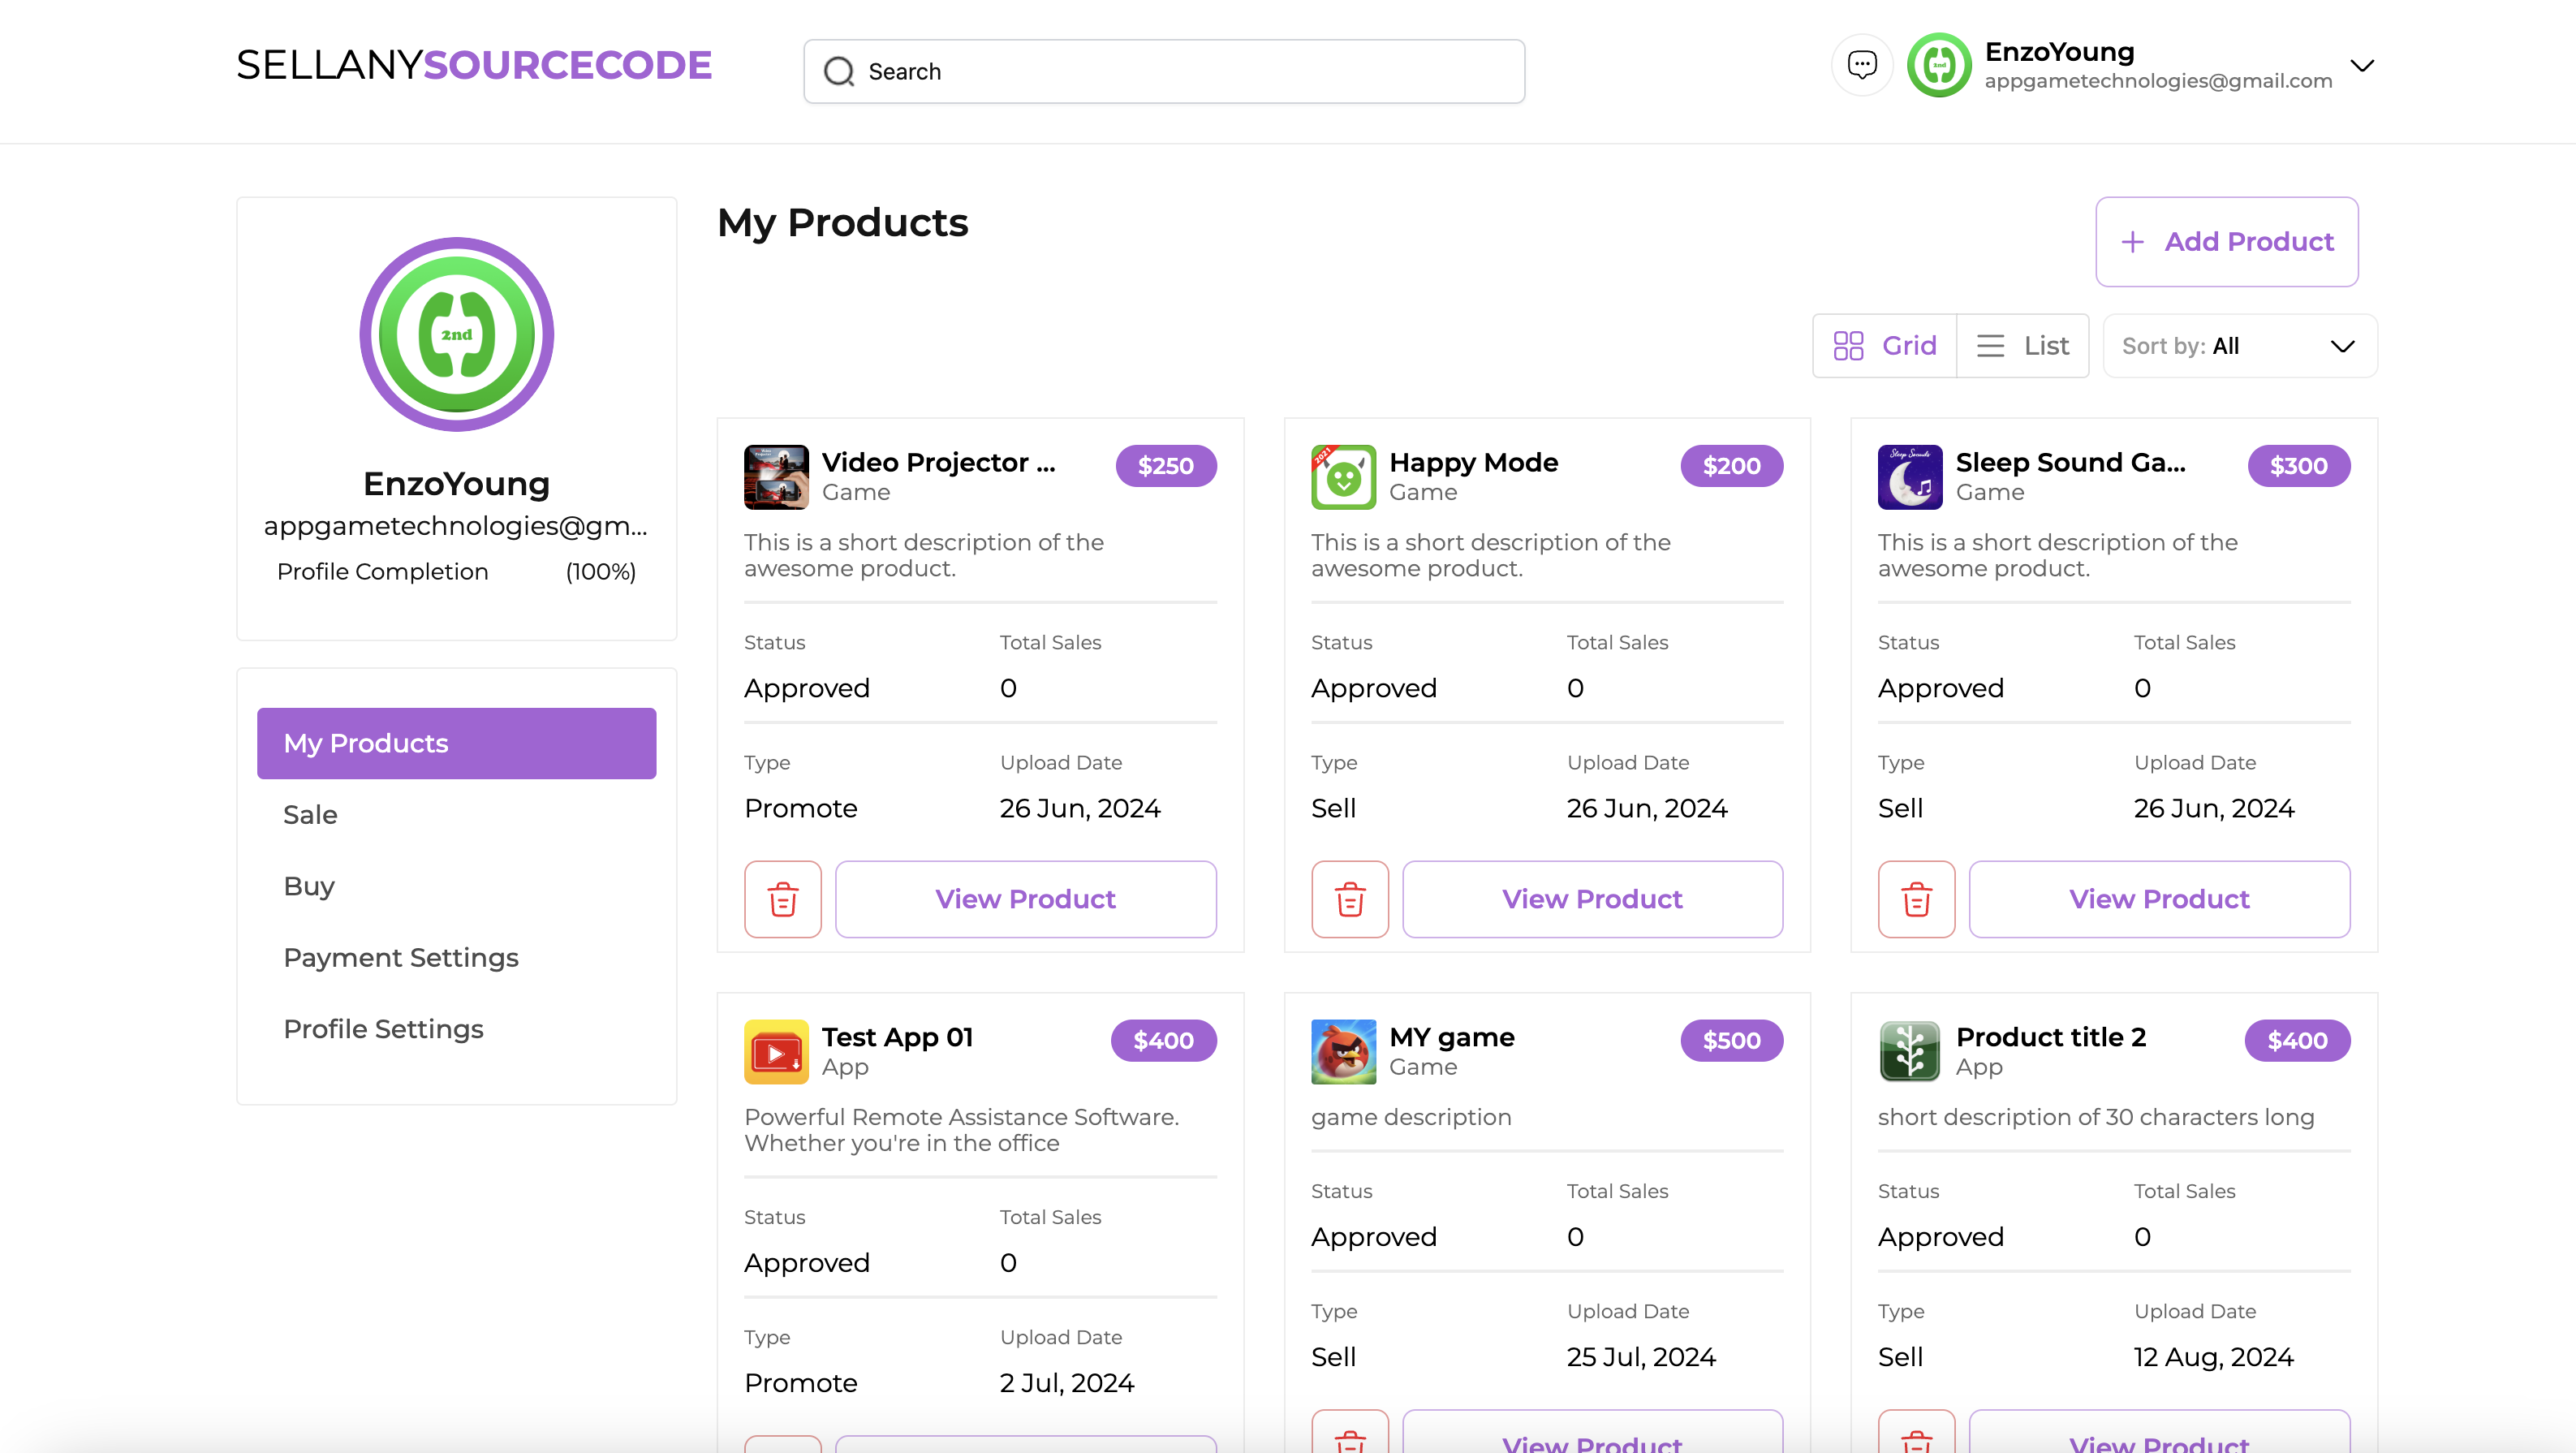 SELLANYSOURCECODE
Search
EnzoYoung
appgametechnologies@gmail.com
2nd
EnzoYoung
appgametechnologies@gm...
Profile Completion (100%)
My Products
Sale
Buy
Payment Settings
Profile Settings
My Products
+ Add Product
Grid
List
Sort by: All
Video Projector ...
Game
$250
This is a short description of the
awesome product.
Status Total Sales
Approved 0
Type Upload Date
Promote 26 Jun, 2024
View Product
2021
Happy Mode
Game
$200
This is a short description of the
awesome product.
Status Total Sales
Approved 0
Type Upload Date
Sell 26 Jun, 2024
View Product
Sleep Sounds
Sleep Sound Ga...
Game
$300
This is a short description of the
awesome product.
Status Total Sales
Approved 0
Type Upload Date
Sell 26 Jun, 2024
View Product
Test App 01
App
$400
Powerful Remote Assistance Software.
Whether you're in the office
Status Total Sales
Approved 0
Type Upload Date
Promote 2 Jul, 2024
MY game
Game
$500
game description
Status Total Sales
Approved 0
Type Upload Date
Sell 25 Jul, 2024
View Product
Product title 2
App
$400
short description of 30 characters long
Status Total Sales
Approved 0
Type Upload Date
Sell 12 Aug, 2024
View Product